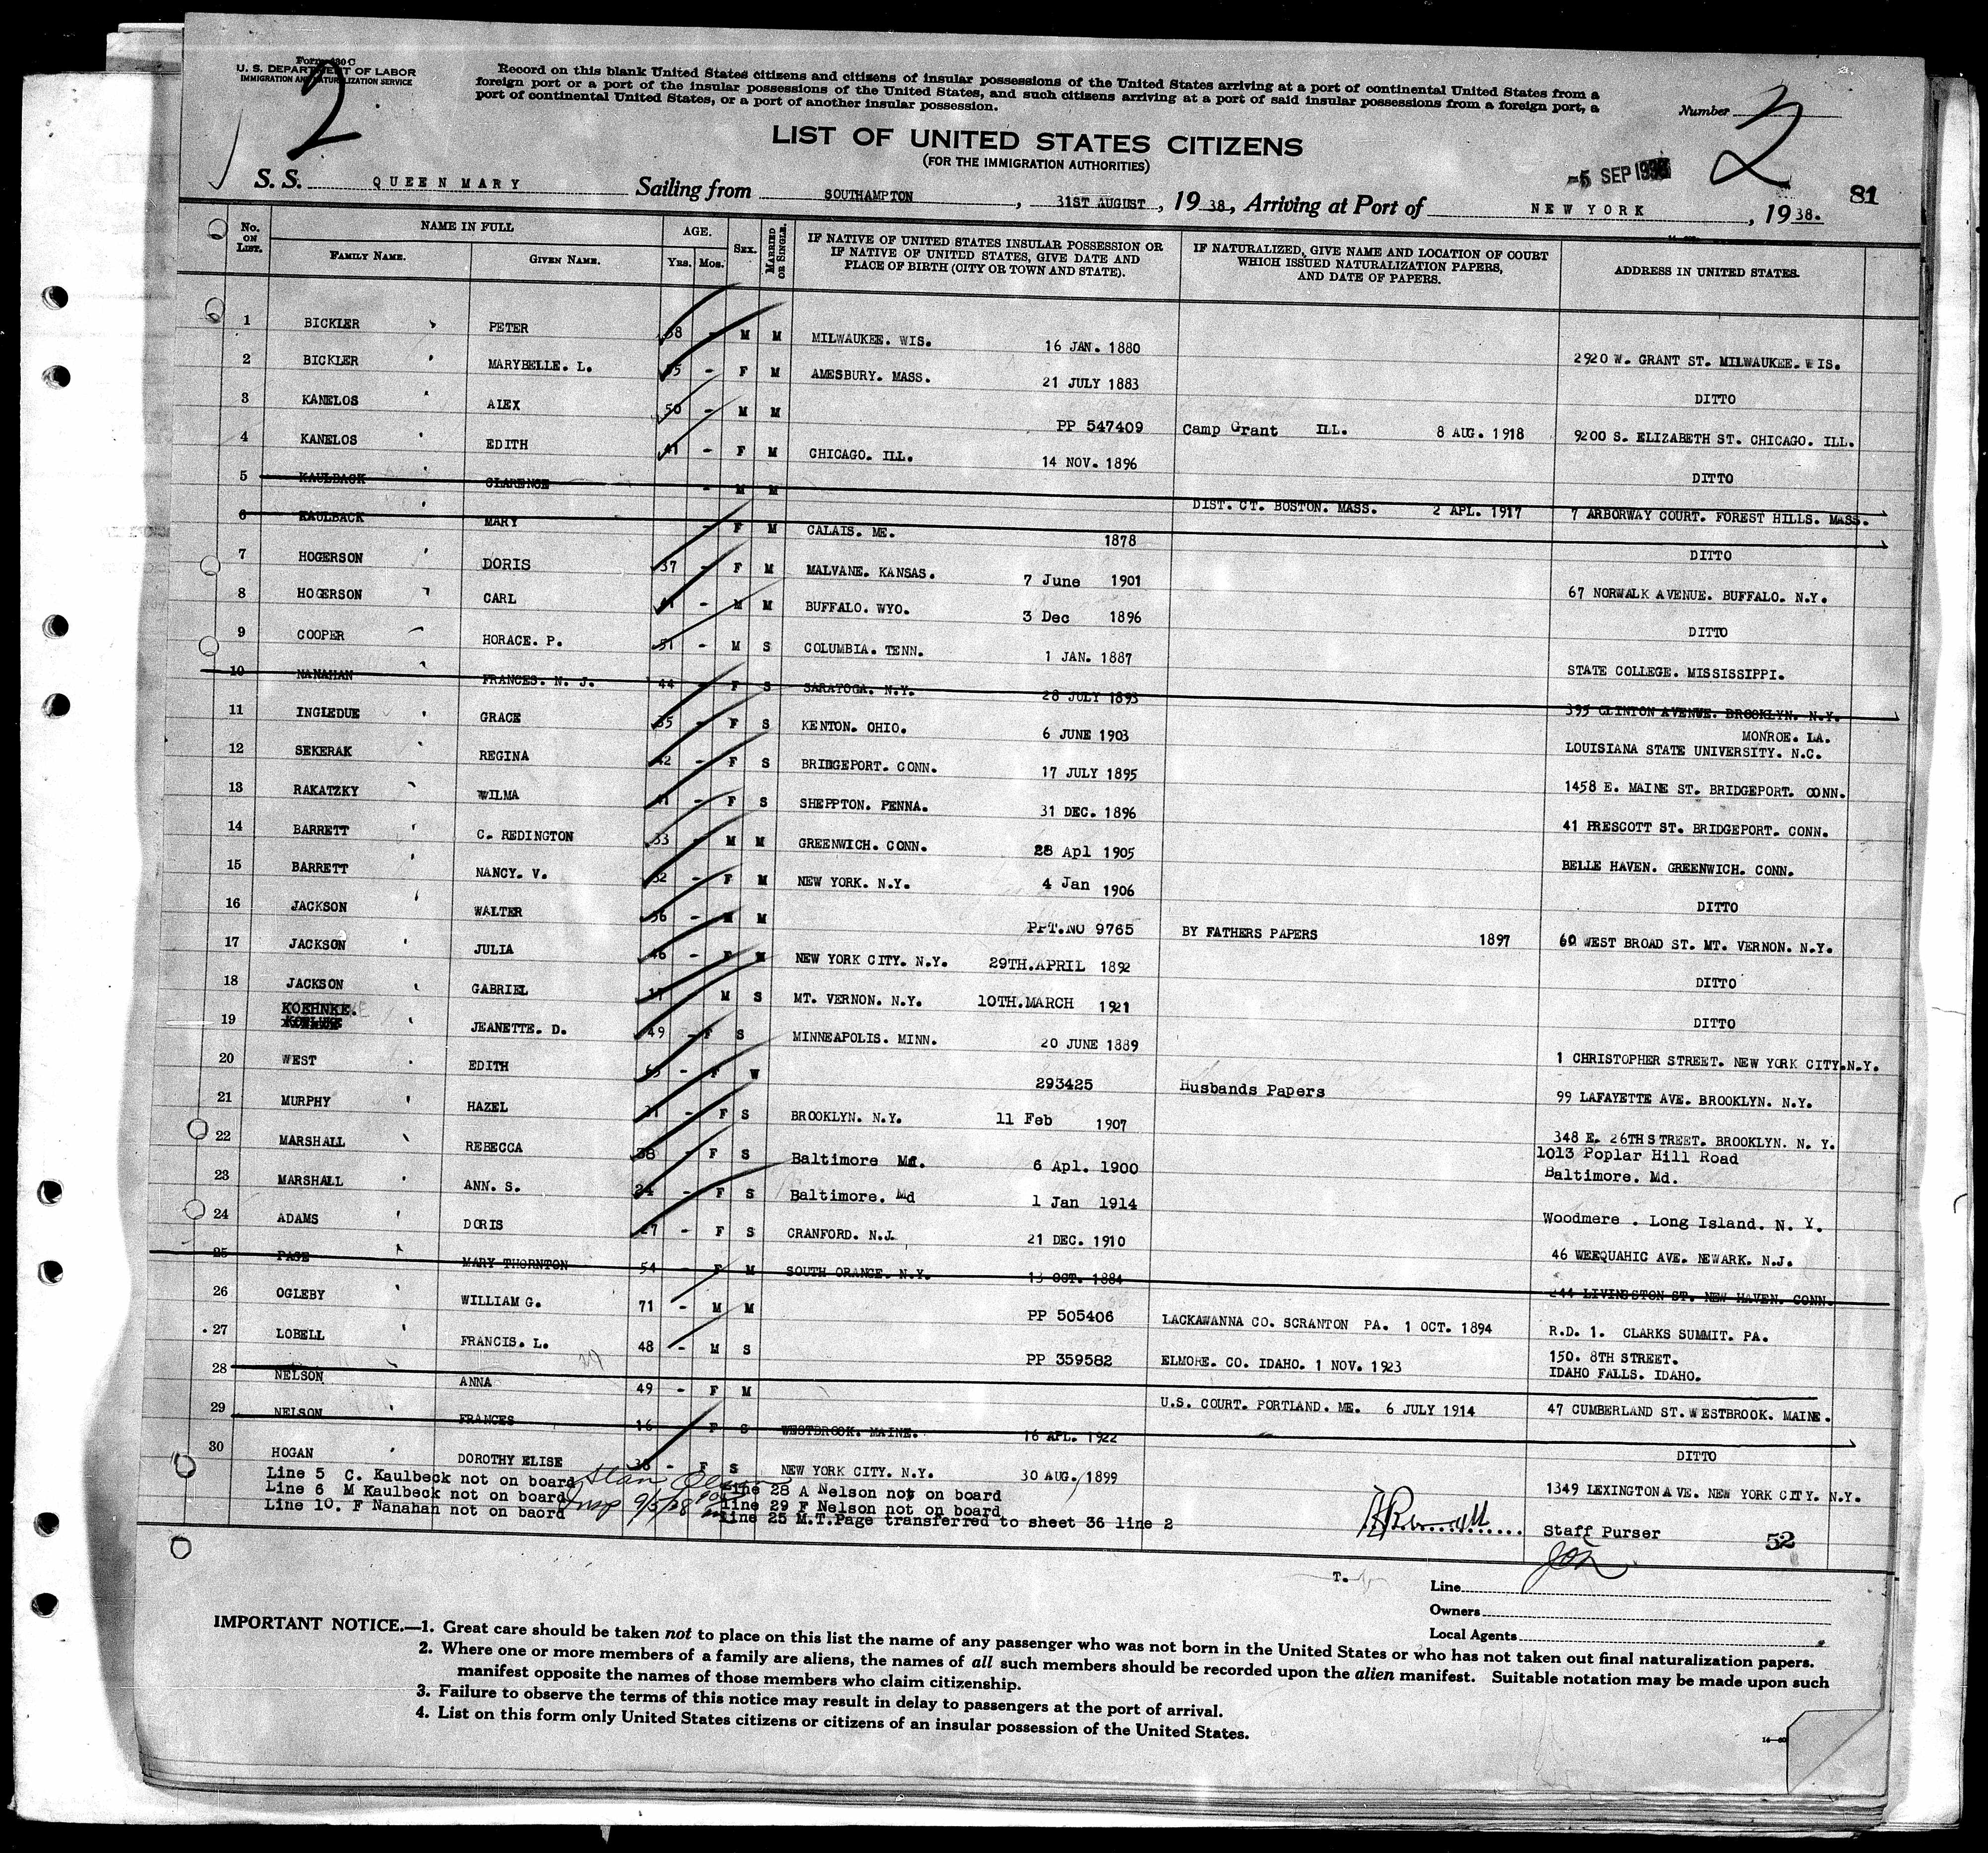 Form 630 C
U. S. DEPARTMENT OF LABOR
IMMIGRATION AND NATURALIZATION SERVICE
2
Record on this blank United States citizens and citizens of insular possessions of the United States arriving at a port of continental United States from a
foreign port or a port of the insular possessions of the United States, and such citizens arriving at a port of said insular possessions from a foreign port, a
port of continental United States, or a port of another insular possession.
Number 2
LIST OF UNITED STATES CITIZENS
(FOR THE IMMIGRATION AUTHORITIES)
-5 SEP 1938
S. S. QUEEN MARY Sailing from SOUTHAMPTON, 31ST AUGUST, 19 38, Arriving at Port of NEW YORK, 19 38. 81
No. ON LIST. NAME IN FULL FAMILY NAME. GIVEN NAME. AGE. YRS. MOS. SEX. MARRIED OR SINGLE. IF NATIVE OF UNITED STATES INSULAR POSSESSION OR IF NATIVE OF UNITED STATES, GIVE DATE AND PLACE OF BIRTH (CITY OR TOWN AND STATE). IF NATURALIZED, GIVE NAME AND LOCATION OF COURT WHICH ISSUED NATURALIZATION PAPERS, AND DATE OF PAPERS. ADDRESS IN UNITED STATES.
1 BICKLER PETER 58 - M M MILWAUKEE. WIS. 16 JAN. 1880 2920 W. GRANT ST. MILWAUKEE. WIS.
2 BICKLER MARYBELLE. L. 55 - F M AMESBURY. MASS. 21 JULY 1883 DITTO
3 KANELOS ALEX 50 - M M PP 547409 Camp Grant ILL. 8 AUG. 1918 9200 S. ELIZABETH ST. CHICAGO. ILL.
4 KANELOS EDITH 41 - F M CHICAGO. ILL. 14 NOV. 1896 DITTO
5 KAULBACK CLARENCE - M M DIST. CT. BOSTON. MASS. 2 APL. 1917 7 ARBORWAY COURT. FOREST HILLS. MASS.
6 KAULBACK MARY - F M CALAIS. ME. 1878 DITTO
7 HOGERSON DORIS 37 - F M MALVANE. KANSAS. 7 June 1901 67 NORWALK AVENUE. BUFFALO. N.Y.
8 HOGERSON CARL 41 - M M BUFFALO. WYO. 3 Dec 1896 DITTO
9 COOPER HORACE. P. 51 - M S COLUMBIA. TENN. 1 JAN. 1887 STATE COLLEGE. MISSISSIPPI.
10 NANAHAN FRANCES. N. J. 44 - F S SARATOGA. N.Y. 28 JULY 1893 395 CLINTON AVENUE. BROOKLYN. N.Y.
11 INGLEDUE GRACE 35 - F S KENTON. OHIO. 6 JUNE 1903 MONROE. LA. LOUISIANA STATE UNIVERSITY. N.C.
12 SEKERAK REGINA 42 - F S BRIDGEPORT. CONN. 17 JULY 1895 1458 E. MAINE ST. BRIDGEPORT. CONN.
13 RAKATZKY WILMA 41 - F S SHEPPTON. PENNA. 31 DEC. 1896 41 PRESCOTT ST. BRIDGEPORT. CONN.
14 BARRETT C. REDINGTON 33 - M M GREENWICH. CONN. 28 Apl 1905 BELLE HAVEN. GREENWICH. CONN.
15 BARRETT NANCY. V. 32 - F M NEW YORK. N.Y. 4 Jan 1906 DITTO
16 JACKSON WALTER 56 - M M PPT.NO 9765 BY FATHERS PAPERS 1897 60 WEST BROAD ST. MT. VERNON. N.Y.
17 JACKSON JULIA 46 - F M NEW YORK CITY. N.Y. 29TH.APRIL 1892 DITTO
18 JACKSON GABRIEL 17 M S MT. VERNON. N.Y. 10TH.MARCH 1921 DITTO
19 KOEHNKE. JEANETTE. D. 49 - F S MINNEAPOLIS. MINN. 20 JUNE 1889 1 CHRISTOPHER STREET. NEW YORK CITY.N.Y.
20 WEST EDITH - F W 293425 Husbands Papers 99 LAFAYETTE AVE. BROOKLYN. N.Y.
21 MURPHY HAZEL 31 - F S BROOKLYN. N.Y. 11 Feb 1907 348 E. 26TH STREET. BROOKLYN. N. Y.
22 MARSHALL REBECCA 38 - F S Baltimore Md. 6 Apl. 1900 1013 Poplar Hill Road Baltimore. Md.
23 MARSHALL ANN. S. 24 - F S Baltimore. Md 1 Jan 1914 Woodmere . Long Island. N. Y.
24 ADAMS DORIS 27 - F S CRANFORD. N.J. 21 DEC. 1910 46 WEEQUAHIC AVE. NEWARK. N.J.
25 PAGE MARY THORNTON 54 - F M SOUTH ORANGE. N.Y. 13 OCT. 1884 244 LIVINGSTON ST. NEW HAVEN. CONN.
26 OGLEBY WILLIAM G. 71 - M M PP 505406 LACKAWANNA CO. SCRANTON PA. 1 OCT. 1894 R.D. 1. CLARKS SUMMIT. PA.
27 LOBELL FRANCIS. L. 48 - M S PP 359582 ELMORE. CO. IDAHO. 1 NOV. 1923 150. 8TH STREET. IDAHO FALLS. IDAHO.
28 NELSON ANNA 49 - F M U.S. COURT. PORTLAND. ME. 6 JULY 1914 47 CUMBERLAND ST. WESTBROOK. MAINE.
29 NELSON FRANCES 16 - F S WESTBROOK. MAINE. 16 APL. 1922 DITTO
30 HOGAN DOROTHY ELISE 38 - F S NEW YORK CITY. N.Y. 30 AUG. 1899 1349 LEXINGTON AVE. NEW YORK CITY. N.Y.
Line 5 C. Kaulbeck not on board Line 28 A Nelson not on board
Line 6 M Kaulbeck not on board Insp 9/5/38 Line 29 F Nelson not on board
Line 10. F Nanahan not on baord Line 25 M.T.Page transferred to sheet 36 line 2
Staff Purser 52
T.
Line
Owners
Local Agents
IMPORTANT NOTICE.—1. Great care should be taken not to place on this list the name of any passenger who was not born in the United States or who has not taken out final naturalization papers.
2. Where one or more members of a family are aliens, the names of all such members should be recorded upon the alien manifest. Suitable notation may be made upon such
manifest opposite the names of those members who claim citizenship.
3. Failure to observe the terms of this notice may result in delay to passengers at the port of arrival.
4. List on this form only United States citizens or citizens of an insular possession of the United States.